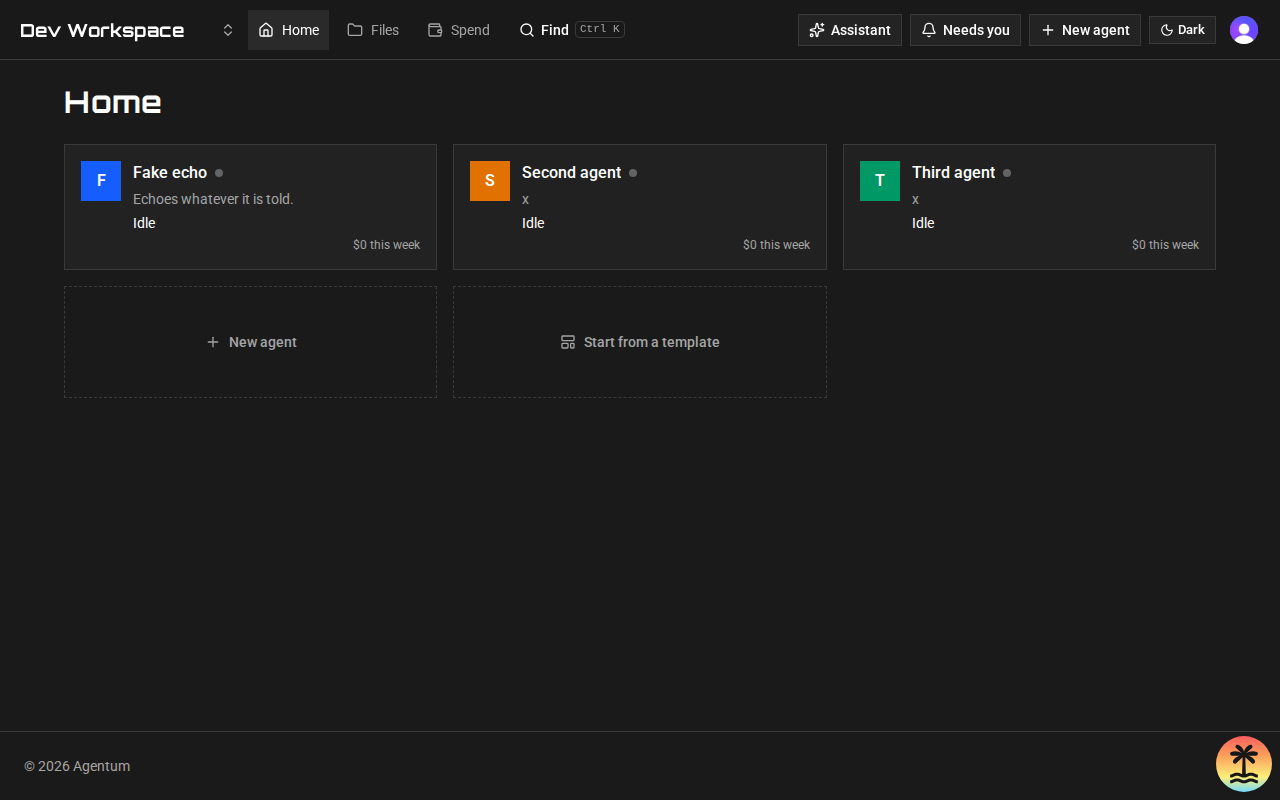 Dev Workspace
Home
Files
Spend
Find Ctrl K
Assistant
Needs you
New agent
Dark
Home
F
Fake echo
Echoes whatever it is told.
Idle
$0 this week
S
Second agent
x
Idle
$0 this week
T
Third agent
x
Idle
$0 this week
New agent
Start from a template
© 2026 Agentum